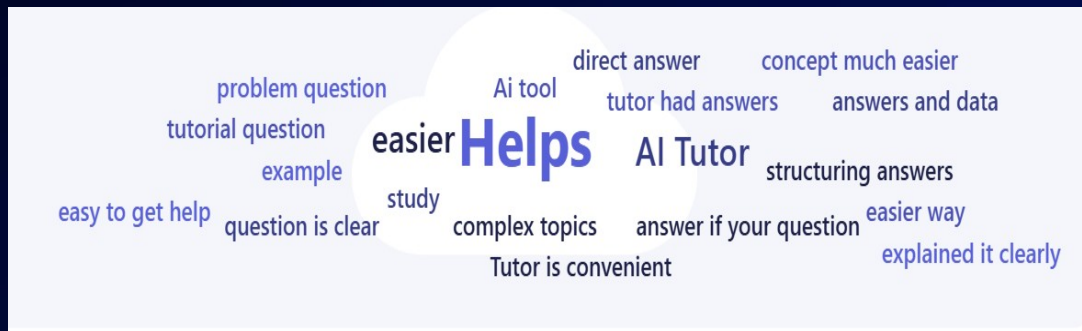 direct answer
concept much easier
problem question
Ai tool
tutor had answers
answers and data
tutorial question
easier
Helps
AI Tutor
example
structuring answers
study
easy to get help
question is clear
complex topics
answer if your question
easier way
explained it clearly
Tutor is convenient